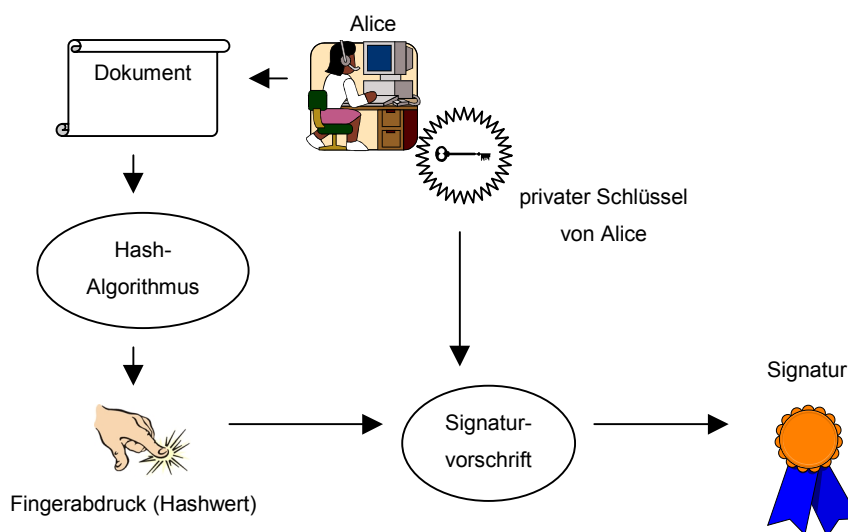 Alice
Dokument
privater Schlüssel
von Alice
Hash-
Algorithmus
Signatur
Signatur-
vorschrift
Fingerabdruck (Hashwert)